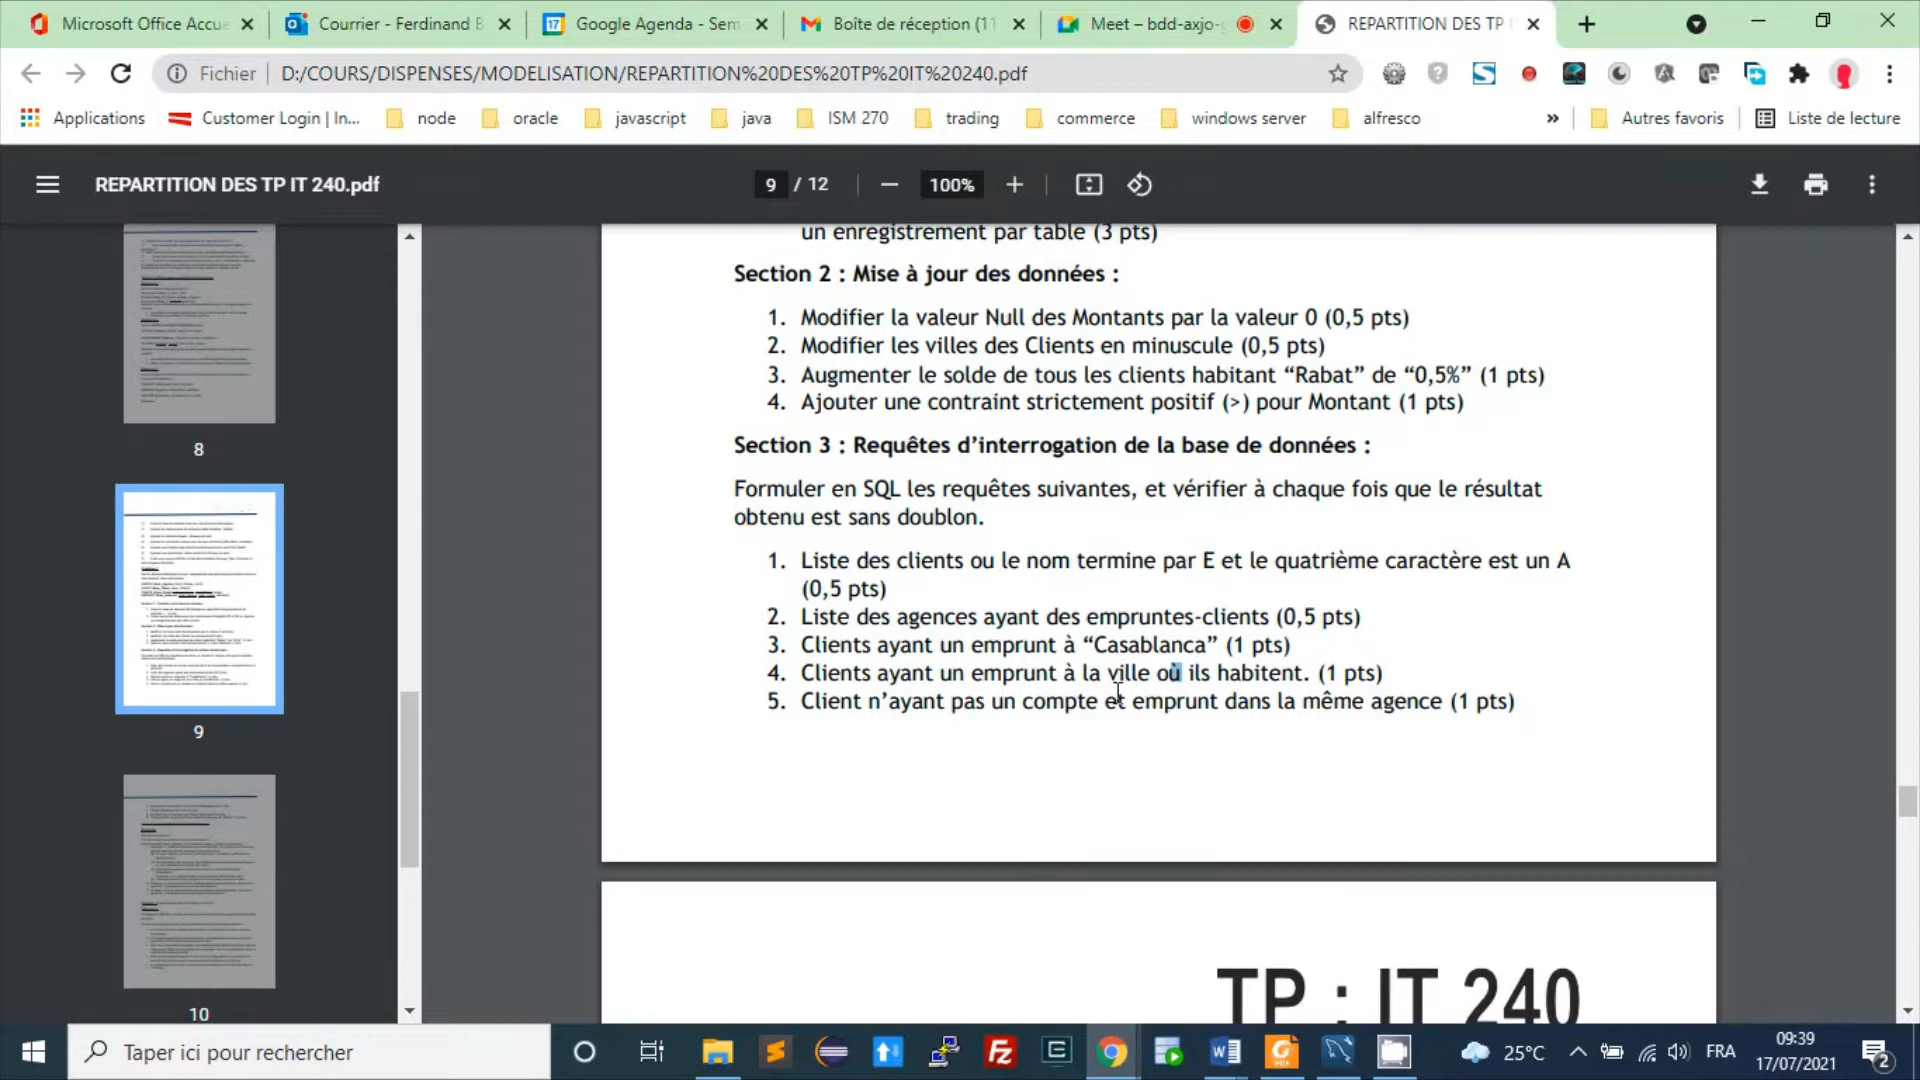 Microsoft Office Accu
Courrier - Ferdinand B
17
Google Agenda - Sem
Boîte de réception (11
Meet – bdd-axjo-
REPARTITION DES TP
Fichier
D:/COURS/DISPENSES/MODELISATION/REPARTITION%20DES%20TP%20IT%20240.pdf
Applications
Customer Login | In...
node
oracle
javascript
java
ISM 270
trading
commerce
windows server
alfresco
»
Autres favoris
Liste de lecture
REPARTITION DES TP IT 240.pdf
9 / 12
100%
un enregistrement par table (3 pts)
Section 2 : Mise à jour des données :
1. Modifier la valeur Null des Montants par la valeur 0 (0,5 pts)
2. Modifier les villes des Clients en minuscule (0,5 pts)
3. Augmenter le solde de tous les clients habitant “Rabat” de “0,5%” (1 pts)
4. Ajouter une contraint strictement positif (>) pour Montant (1 pts)
Section 3 : Requêtes d’interrogation de la base de données :
Formuler en SQL les requêtes suivantes, et vérifier à chaque fois que le résultat
obtenu est sans doublon.
1. Liste des clients ou le nom termine par E et le quatrième caractère est un A
(0,5 pts)
2. Liste des agences ayant des empruntes-clients (0,5 pts)
3. Clients ayant un emprunt à “Casablanca” (1 pts)
4. Clients ayant un emprunt à la ville où ils habitent. (1 pts)
5. Client n’ayant pas un compte et emprunt dans la même agence (1 pts)
TP : IT 240
8
9
10
Taper ici pour rechercher
25°C
FRA
09:39
17/07/2021
2